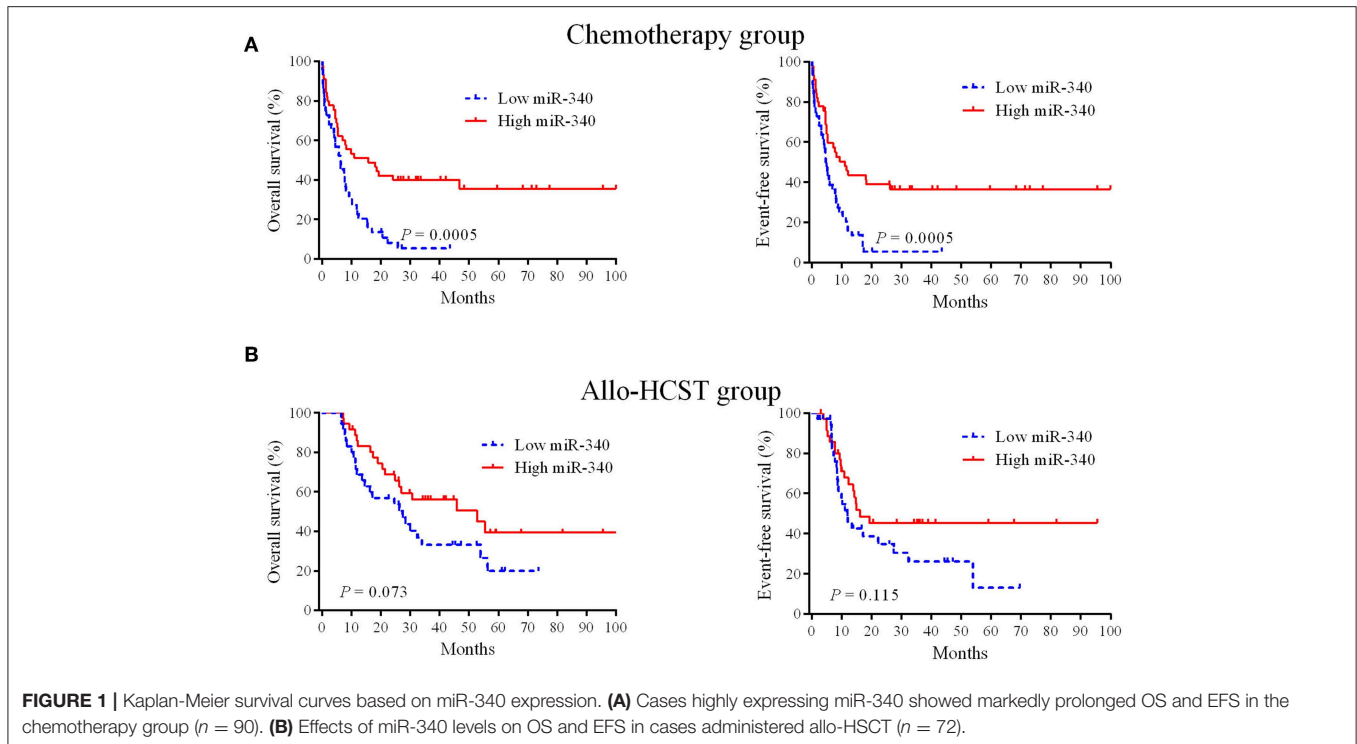 A
Chemotherapy group
Overall survival (%)
100
80
60
40
20
0
Low miR-340
High miR-340
P = 0.0005
0 10 20 30 40 50 60 70 80 90 100
Months
Event-free survival (%)
100
80
60
40
20
0
Low miR-340
High miR-340
P = 0.0005
0 10 20 30 40 50 60 70 80 90 100
Months
B
Allo-HCST group
Overall survival (%)
100
80
60
40
20
0
Low miR-340
High miR-340
P = 0.073
0 10 20 30 40 50 60 70 80 90 100
Months
Event-free survival (%)
100
80
60
40
20
0
Low miR-340
High miR-340
P = 0.115
0 10 20 30 40 50 60 70 80 90 100
Months
FIGURE 1 | Kaplan-Meier survival curves based on miR-340 expression. (A) Cases highly expressing miR-340 showed markedly prolonged OS and EFS in the
chemotherapy group (n = 90). (B) Effects of miR-340 levels on OS and EFS in cases administered allo-HSCT (n = 72).